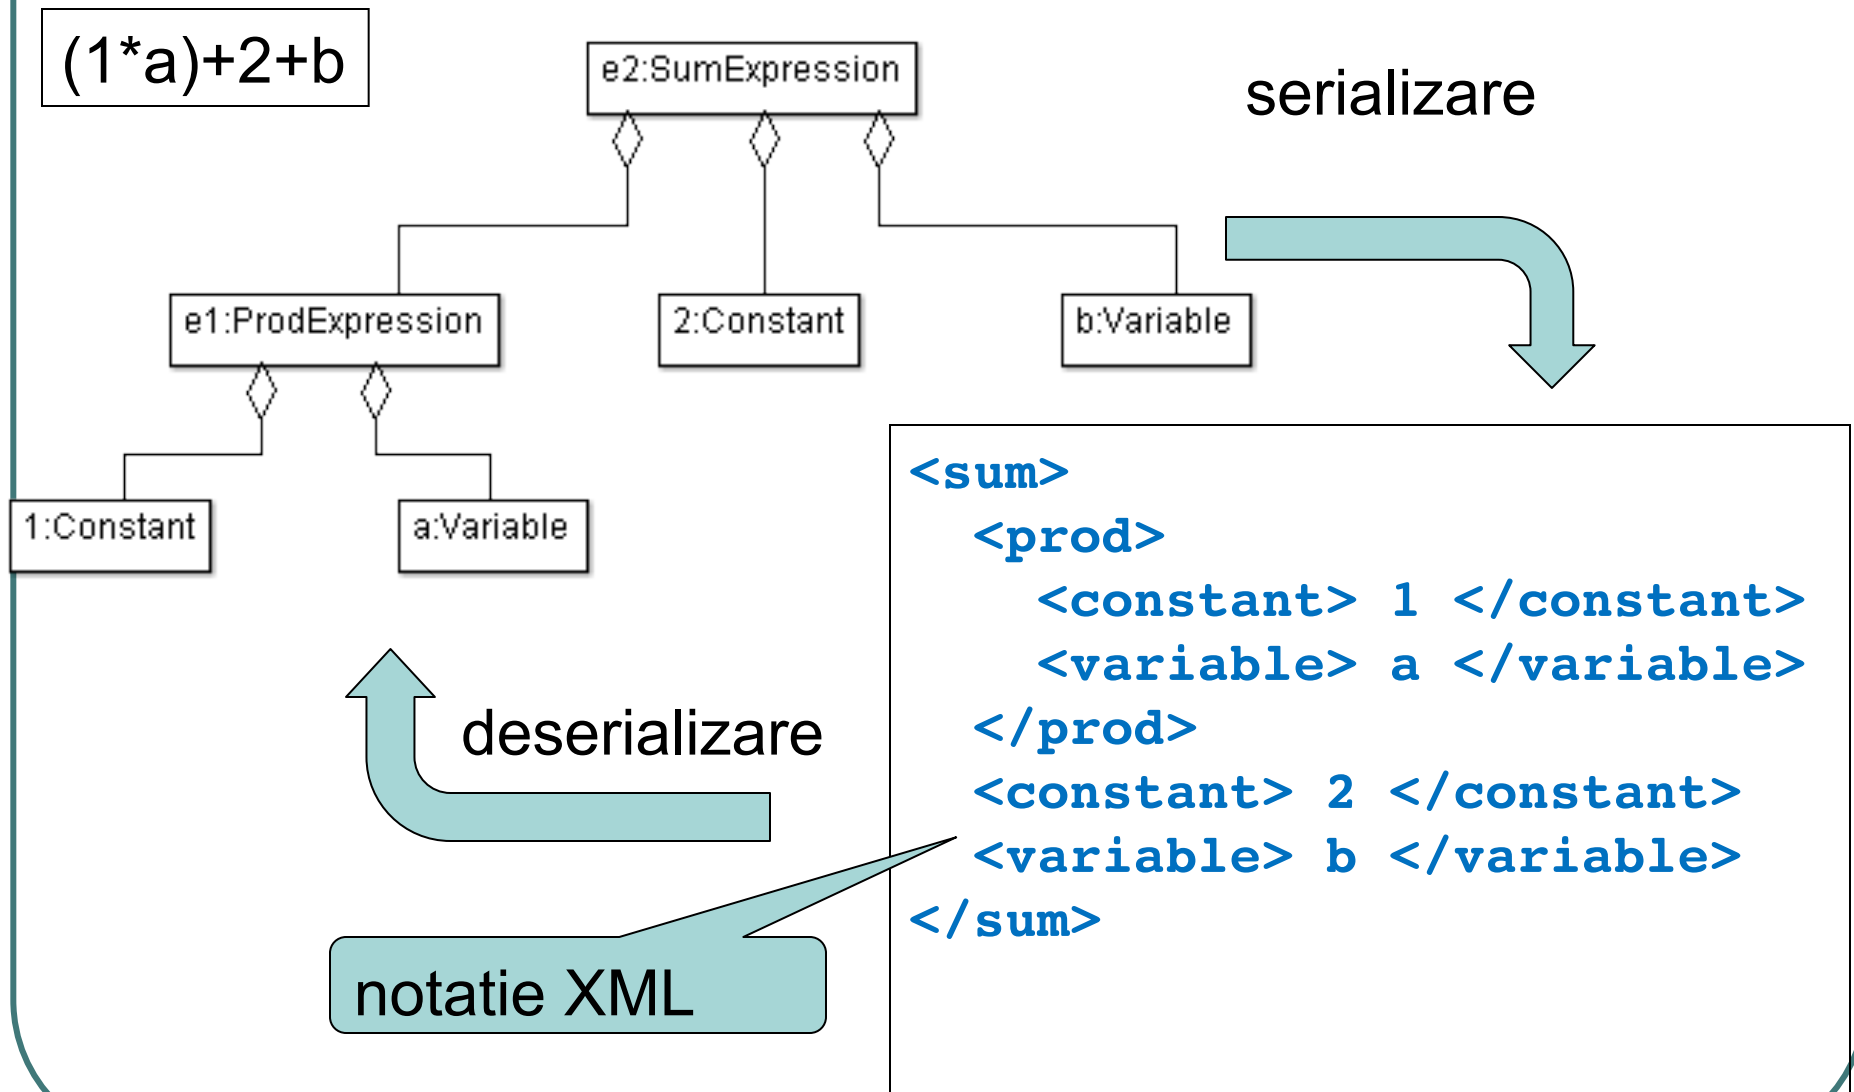 (1*a)+2+b
e2:SumExpression
serializare
e1:ProdExpression
2:Constant
b:Variable
1:Constant
a:Variable
<sum>
<prod>
<constant> 1 </constant>
<variable> a </variable>
</prod>
<constant> 2 </constant>
<variable> b </variable>
</sum>
deserializare
notatie XML